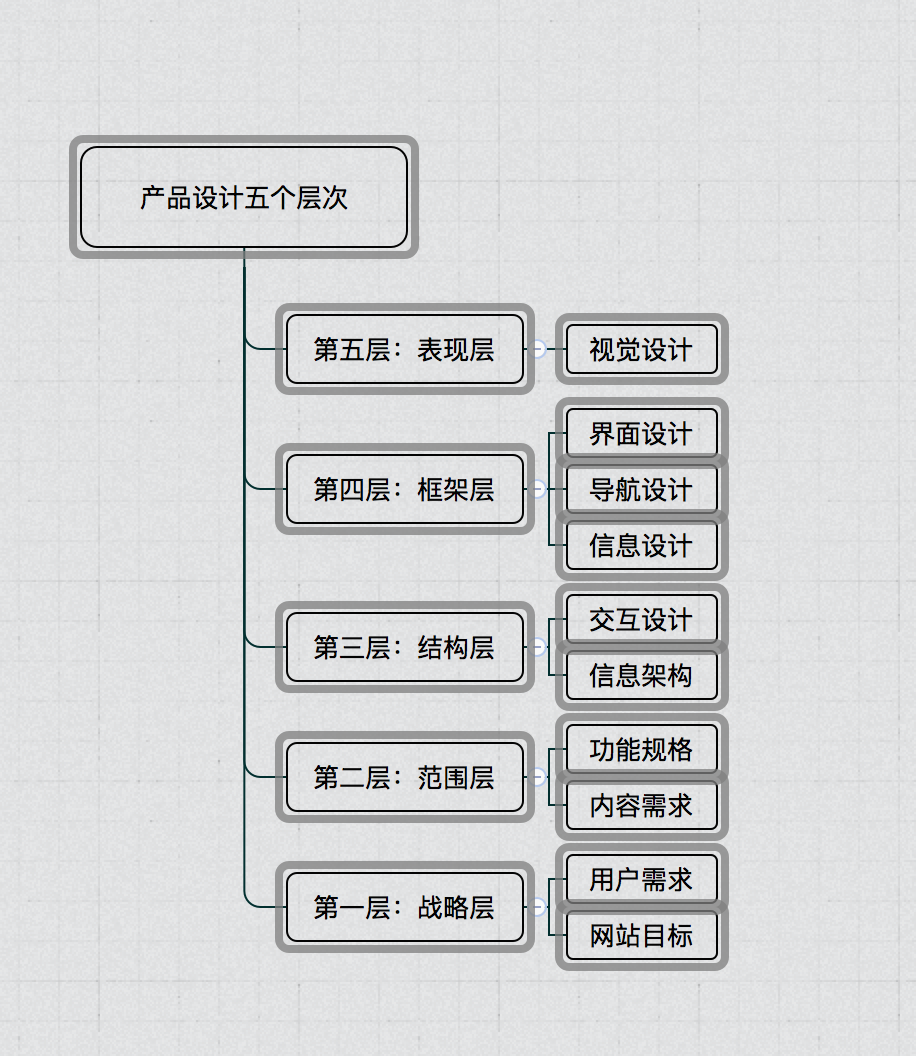 产品设计五个层次
第五层：表现层
视觉设计
第四层：框架层
界面设计
导航设计
信息设计
第三层：结构层
交互设计
信息架构
第二层：范围层
功能规格
内容需求
第一层：战略层
用户需求
网站目标